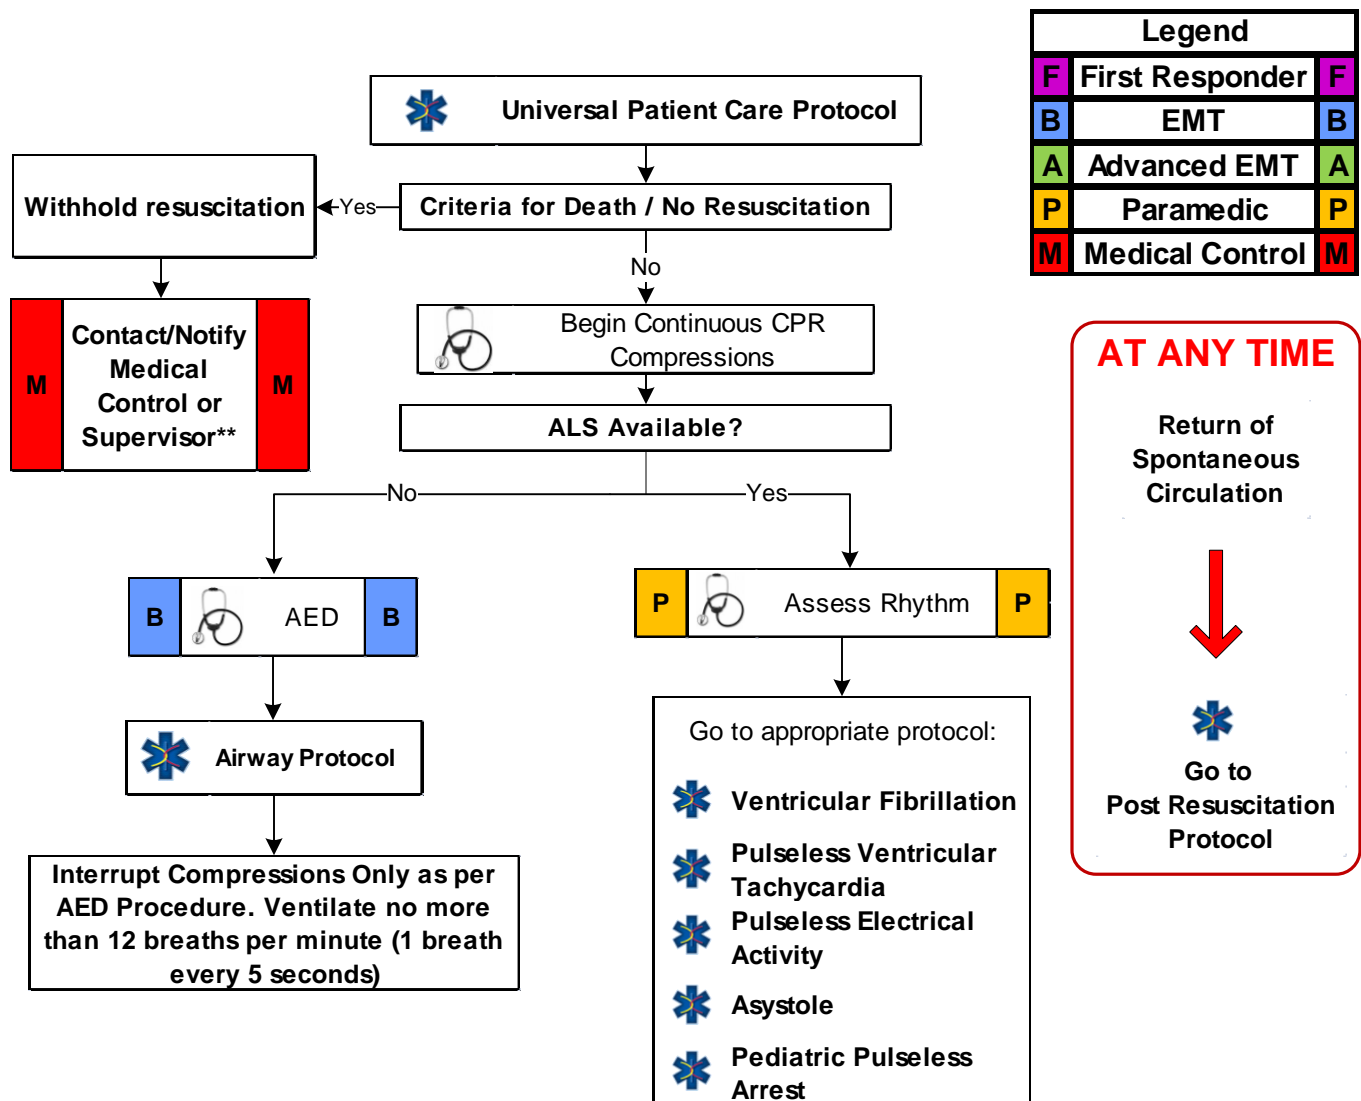 Legend
F First Responder F
B EMT B
A Advanced EMT A
P Paramedic P
M Medical Control M
Universal Patient Care Protocol
Withhold resuscitation
Yes
Criteria for Death / No Resuscitation
No
M
Contact/Notify
Medical
Control or
Supervisor**
M
Begin Continuous CPR
Compressions
ALS Available?
No
Yes
B
AED
B
P
Assess Rhythm
P
Airway Protocol
Interrupt Compressions Only as per
AED Procedure. Ventilate no more
than 12 breaths per minute (1 breath
every 5 seconds)
Go to appropriate protocol:
Ventricular Fibrillation
Pulseless Ventricular
Tachycardia
Pulseless Electrical
Activity
Asystole
Pediatric Pulseless
Arrest
AT ANY TIME
Return of
Spontaneous
Circulation
Go to
Post Resuscitation
Protocol